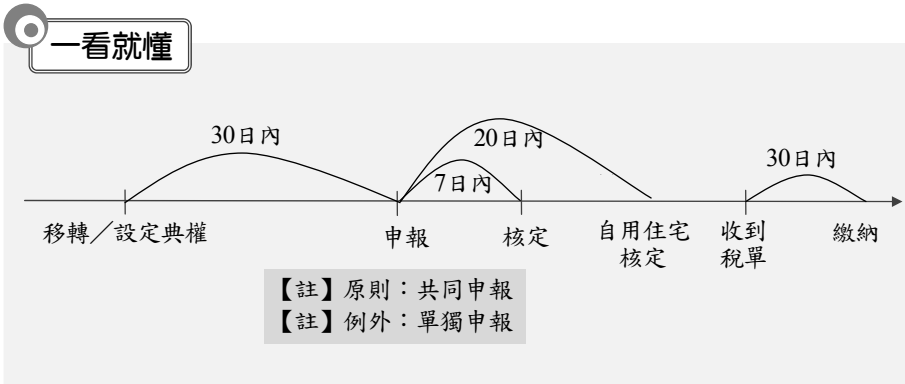 一看就懂
30日內
20日內
7日內
30日內
移轉／設定典權
申報
核定
自用住宅
核定
收到
稅單
繳納
【註】原則：共同申報
【註】例外：單獨申報